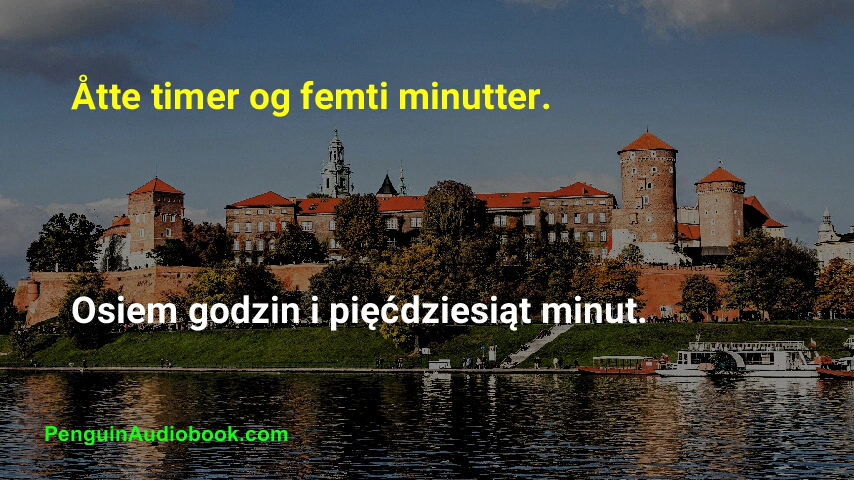 Åtte timer og femti minutter.
Osiem godzin i pięćdziesiąt minut.
PenguinAudiobook.com